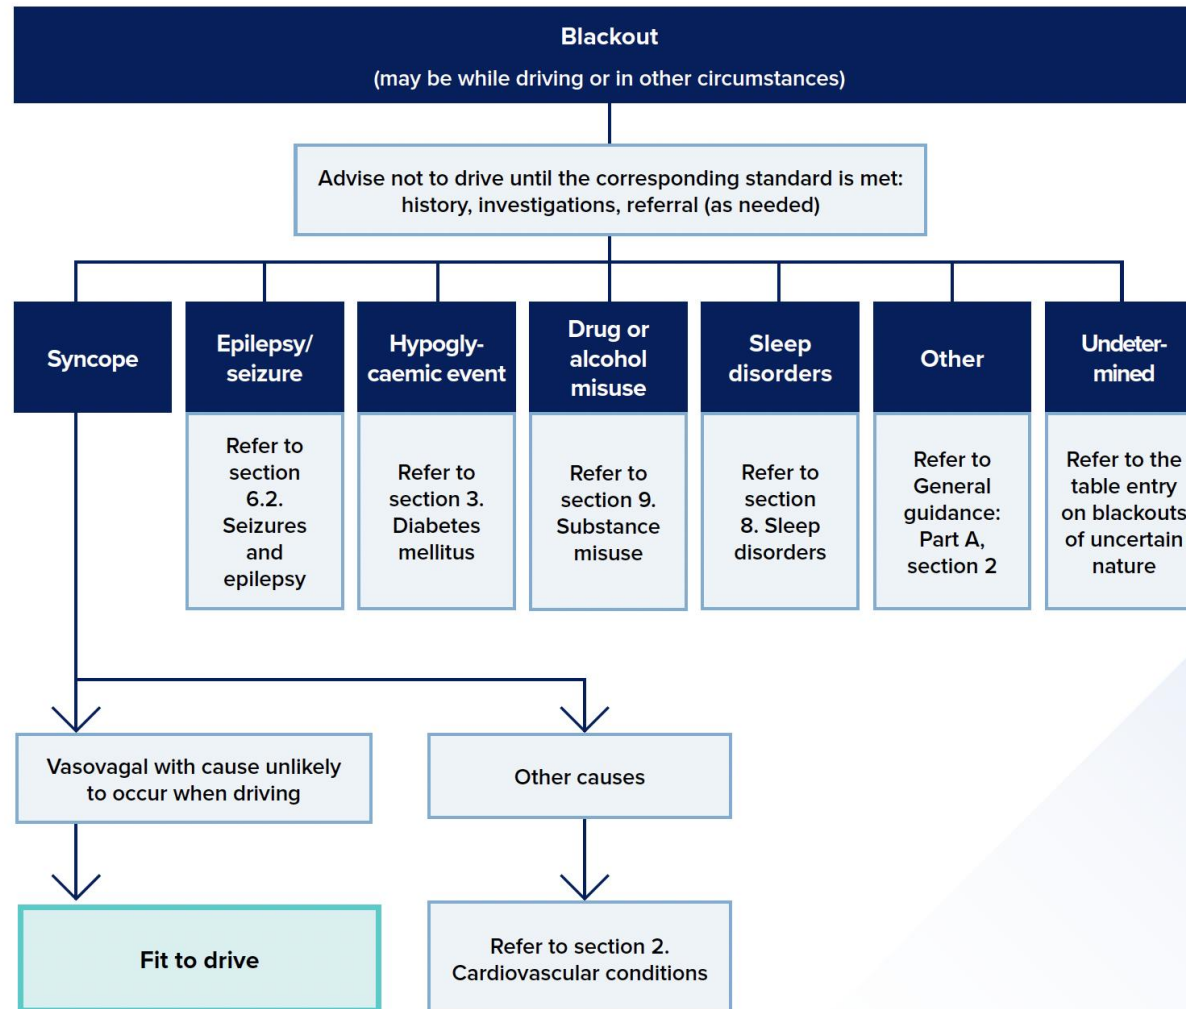 Blackout
(may be while driving or in other circumstances)
Advise not to drive until the corresponding standard is met:
history, investigations, referral (as needed)
Syncope
Epilepsy/
seizure
Refer to
section
6.2.
Seizures
and
epilepsy
Hypogly-
caemic event
Refer to
section 3.
Diabetes
mellitus
Drug or
alcohol
misuse
Refer to
section 9.
Substance
misuse
Sleep
disorders
Refer to
section
8. Sleep
disorders
Other
Refer to
General
guidance:
Part A,
section 2
Undeter-
mined
Refer to the
table entry
on blackouts
of uncertain
nature
Vasovagal with cause unlikely
to occur when driving
Other causes
Fit to drive
Refer to section 2.
Cardiovascular conditions